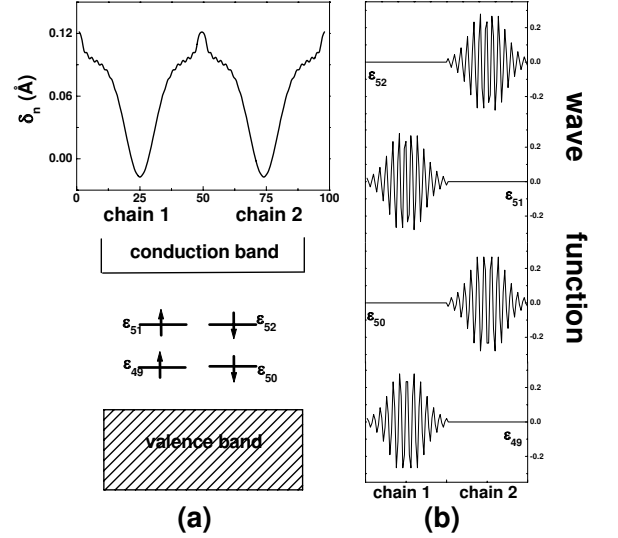 0.12
0.06
0.00
δn (Å)
0 25 50 75 100
chain 1 chain 2
conduction band
ε51 ε52
ε49 ε50
valence band
(a)
ε52
0.2
0.0
-0.2
ε51
0.2
0.0
-0.2
ε50
0.2
0.0
-0.2
ε49
0.2
0.0
-0.2
wave function
chain 1 chain 2
(b)